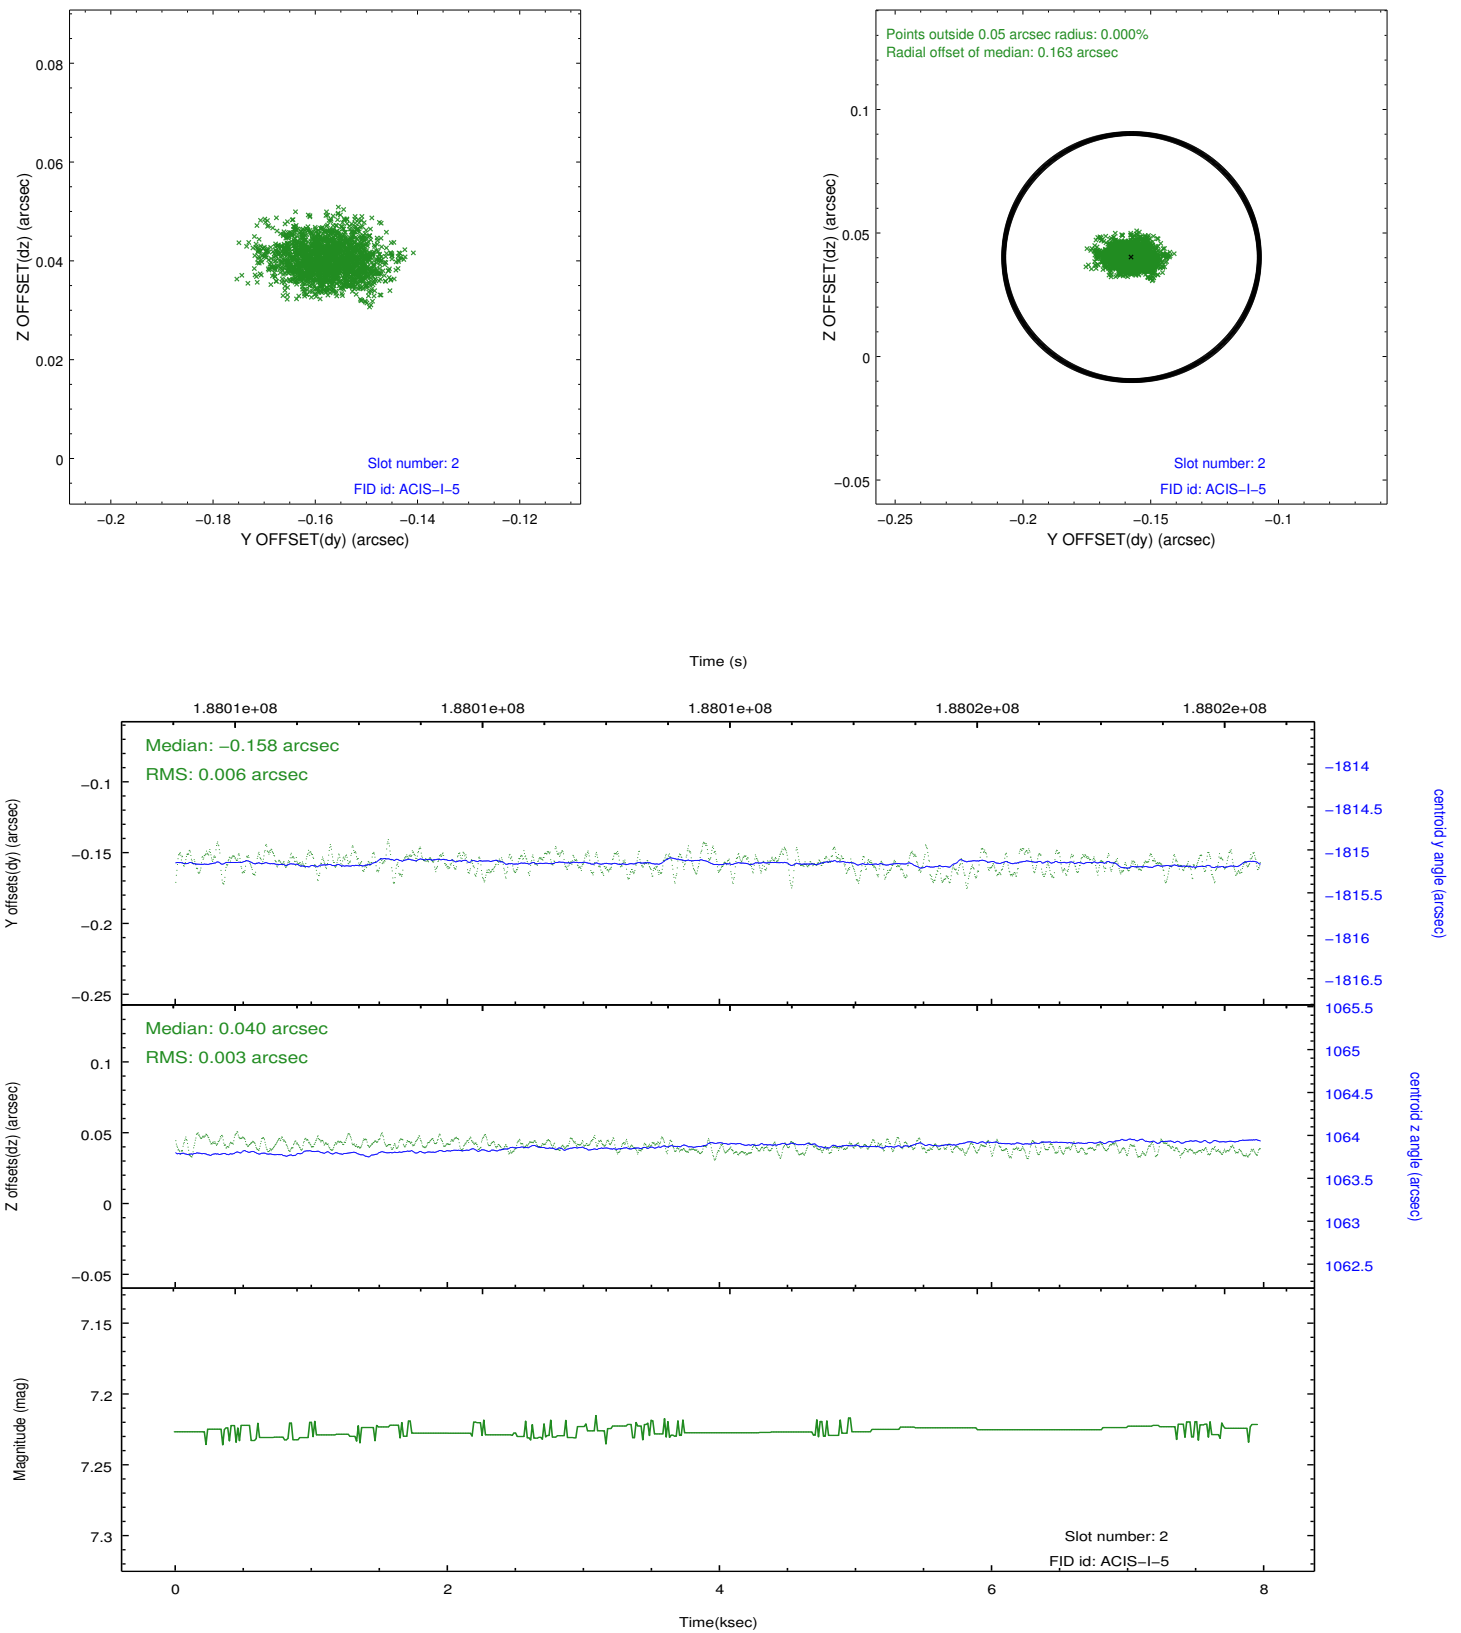 0.08
0.06
0.04
0.02
0
Z OFFSET(dz) (arcsec)
Slot number: 2
FID id: ACIS−I−5
−0.2 −0.18 −0.16 −0.14 −0.12
Y OFFSET(dy) (arcsec)
Points outside 0.05 arcsec radius: 0.000%
Radial offset of median: 0.163 arcsec
0.1
0.05
0
−0.05
Z OFFSET(dz) (arcsec)
Slot number: 2
FID id: ACIS−I−5
−0.25 −0.2 −0.15 −0.1
Y OFFSET(dy) (arcsec)
Time (s)
1.8801e+08 1.8801e+08 1.8801e+08 1.8802e+08 1.8802e+08
Median: −0.158 arcsec
RMS: 0.006 arcsec
−0.1
−0.15
−0.2
−0.25
Y offsets(dy) (arcsec)
−1814
−1814.5
−1815
−1815.5
−1816
−1816.5
centroid y angle (arcsec)
Median: 0.040 arcsec
RMS: 0.003 arcsec
0.1
0.05
0
−0.05
Z offsets(dz) (arcsec)
1065.5
1065
1064.5
1064
1063.5
1063
1062.5
centroid z angle (arcsec)
7.15
7.2
7.25
7.3
Magnitude (mag)
Slot number: 2
FID id: ACIS−I−5
0 2 4 6 8
Time(ksec)